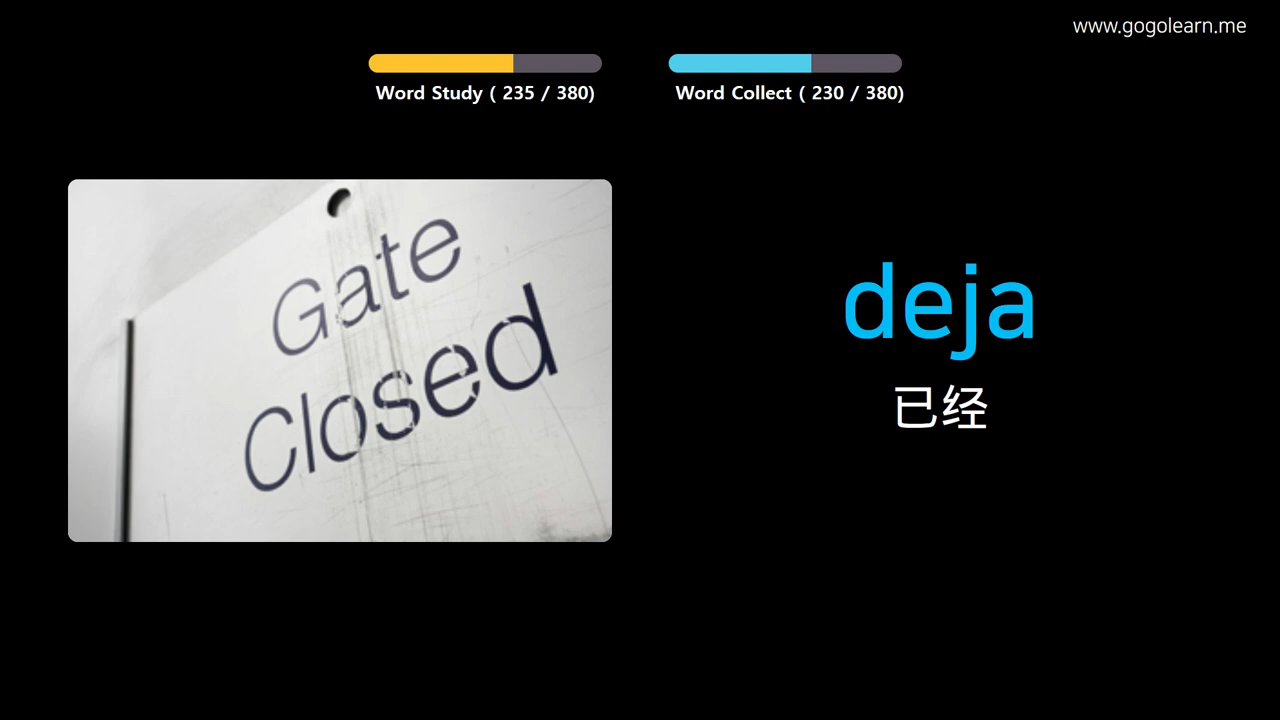 www.gogolearn.me
Word Study ( 235 / 380)
Word Collect ( 230 / 380)
Gate
Closed
deja
已经